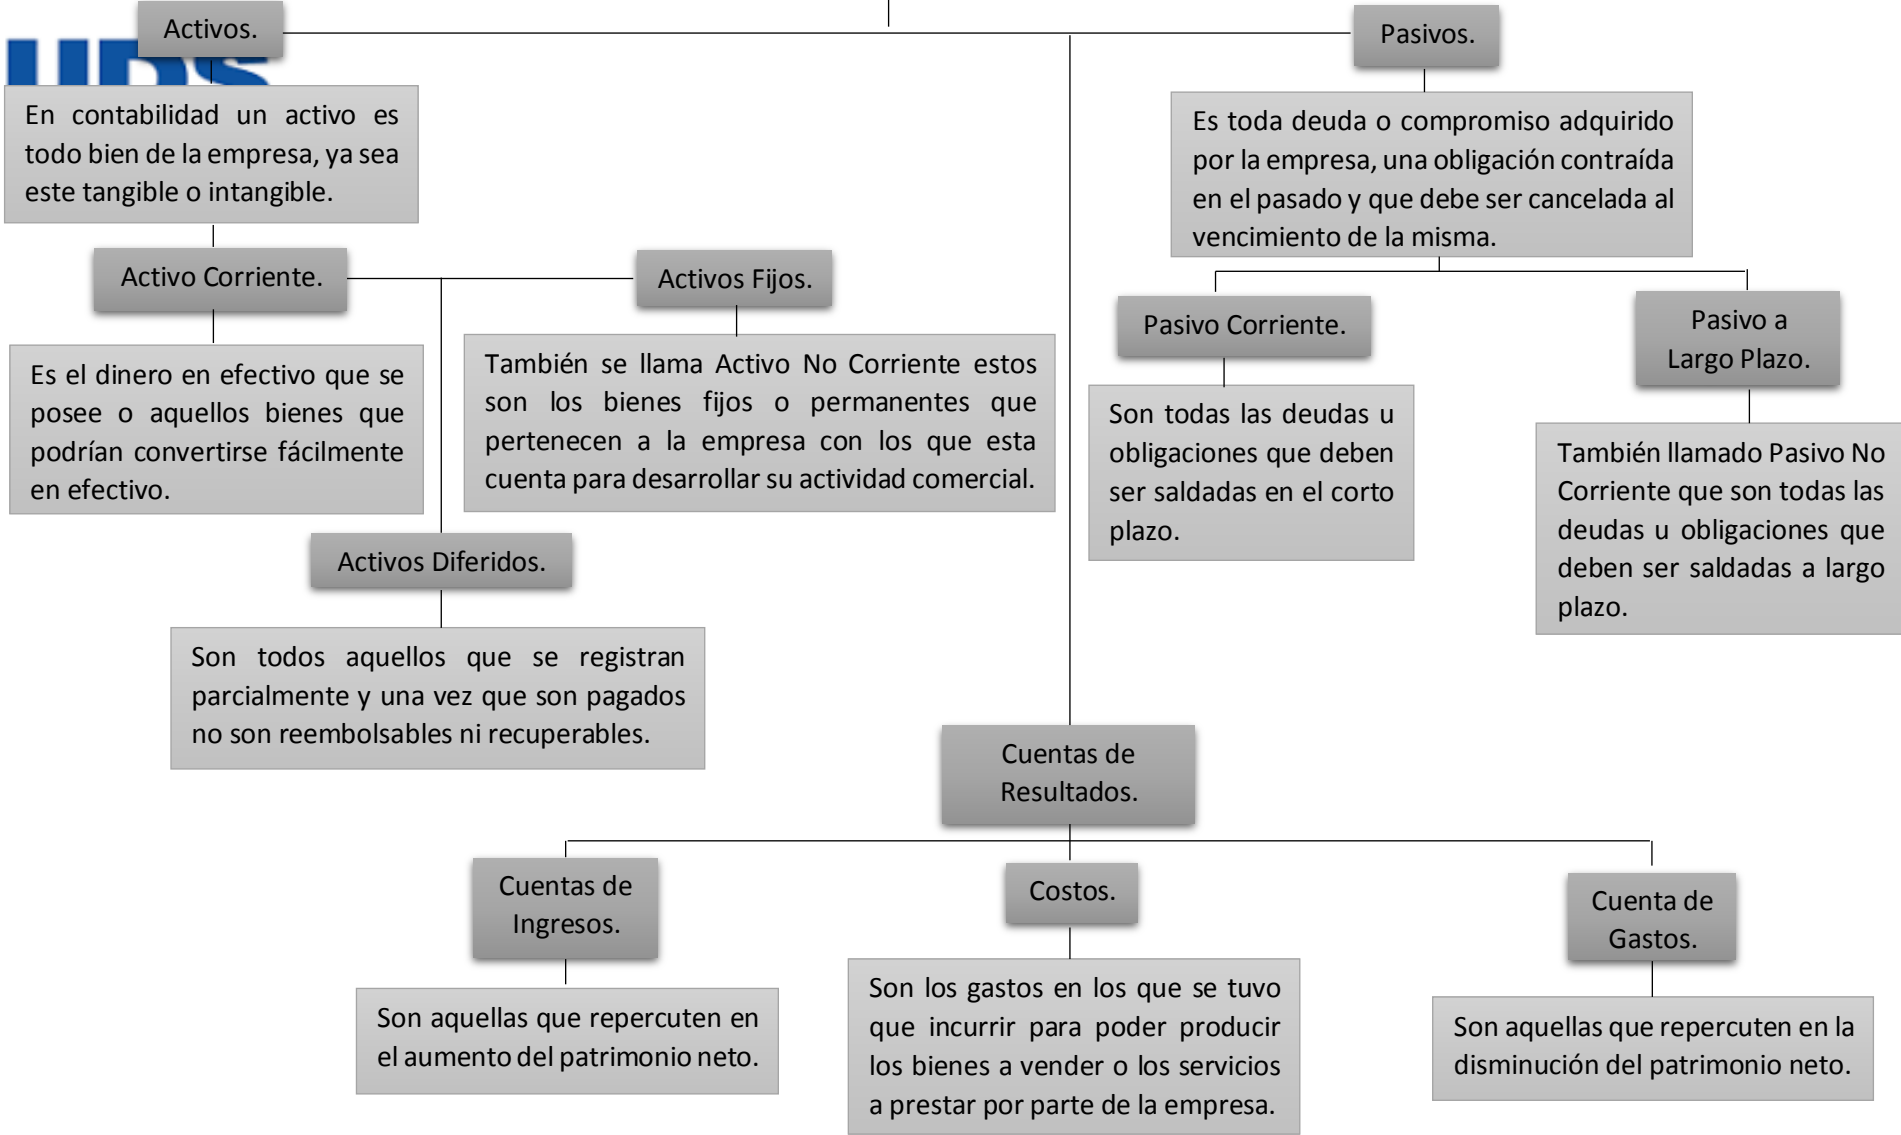 Activos.
Pasivos.
UDS
En contabilidad un activo es
todo bien de la empresa, ya sea
este tangible o intangible.
Es toda deuda o compromiso adquirido
por la empresa, una obligación contraída
en el pasado y que debe ser cancelada al
vencimiento de la misma.
Activo Corriente.
Activos Fijos.
Pasivo Corriente.
Pasivo a
Largo Plazo.
Es el dinero en efectivo que se
posee o aquellos bienes que
podrían convertirse fácilmente
en efectivo.
También se llama Activo No Corriente estos
son los bienes fijos o permanentes que
pertenecen a la empresa con los que esta
cuenta para desarrollar su actividad comercial.
Son todas las deudas u
obligaciones que deben
ser saldadas en el corto
plazo.
También llamado Pasivo No
Corriente que son todas las
deudas u obligaciones que
deben ser saldadas a largo
plazo.
Activos Diferidos.
Son todos aquellos que se registran
parcialmente y una vez que son pagados
no son reembolsables ni recuperables.
Cuentas de
Resultados.
Cuentas de
Ingresos.
Costos.
Cuenta de
Gastos.
Son aquellas que repercuten en
el aumento del patrimonio neto.
Son los gastos en los que se tuvo
que incurrir para poder producir
los bienes a vender o los servicios
a prestar por parte de la empresa.
Son aquellas que repercuten en la
disminución del patrimonio neto.